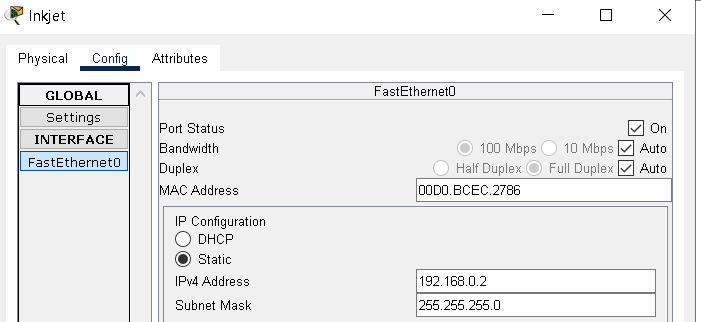 Inkjet
Physical Config Attributes
GLOBAL
Settings
INTERFACE
FastEthernet0
FastEthernet0
Port Status On
Bandwidth 100 Mbps 10 Mbps Auto
Duplex Half Duplex Full Duplex Auto
MAC Address 00D0.BCEC.2786
IP Configuration
DHCP
Static
IPv4 Address 192.168.0.2
Subnet Mask 255.255.255.0